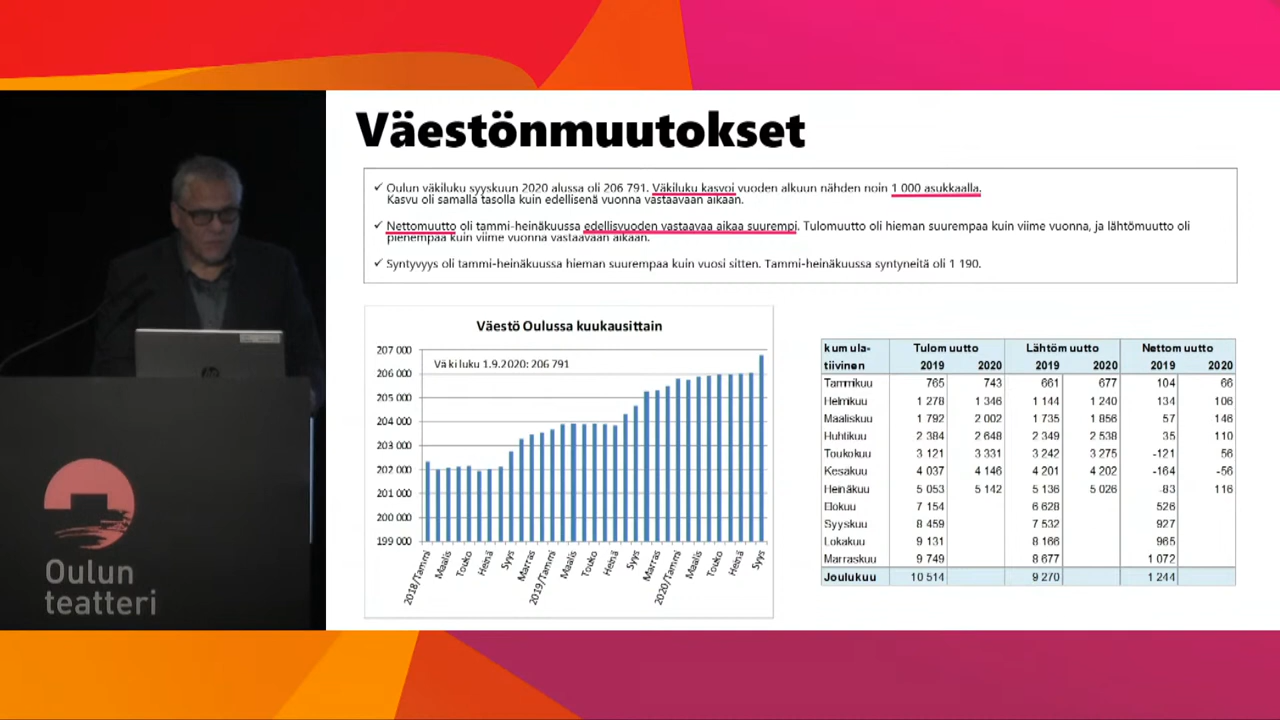 Väestönmuutokset
✓ Oulun väkiluku syyskuun 2020 alussa oli 206 791. Väkiluku kasvoi vuoden alkuun nähden noin 1 000 asukkaalla.
Kasvu oli samalla tasolla kuin edellisenä vuonna vastaavaan aikaan.
✓ Nettomuutto oli tammi-heinäkuussa edellisvuoden vastaavaa aikaa suurempi. Tulomuutto oli hieman suurempaa kuin viime vuonna, ja lähtömuutto oli
pienempää kuin viime vuonna vastaavaan aikaan.
✓ Syntyvyys oli tammi-heinäkuussa hieman suurempaa kuin vuosi sitten. Tammi-heinäkuussa syntyneitä oli 1 190.
Väestö Oulussa kuukausittain
Väkiluku 1.9.2020: 206 791
207 000
206 000
205 000
204 000
203 000
202 000
201 000
200 000
199 000
2018/Tammi Maalis Touko Heinä Syys Marras 2019/Tammi Maalis Touko Heinä Syys Marras 2020/Tammi Maalis Touko Heinä Syys
kumula- Tulomuutto Lähtömuutto Nettomuutto
tiivinen 2019 2020 2019 2020 2019 2020
Tammikuu 765 743 661 677 104 66
Helmikuu 1 278 1 346 1 144 1 240 134 106
Maaliskuu 1 792 2 002 1 735 1 856 57 146
Huhtikuu 2 384 2 648 2 349 2 538 35 110
Toukokuu 3 121 3 331 3 242 3 275 -121 56
Kesäkuu 4 037 4 146 4 201 4 202 -164 -56
Heinäkuu 5 053 5 142 5 136 5 026 -83 116
Elokuu 7 154 6 628 526
Syyskuu 8 459 7 532 927
Lokakuu 9 131 8 166 965
Marraskuu 9 749 8 677 1 072
Joulukuu 10 514 9 270 1 244
Oulun
teatteri